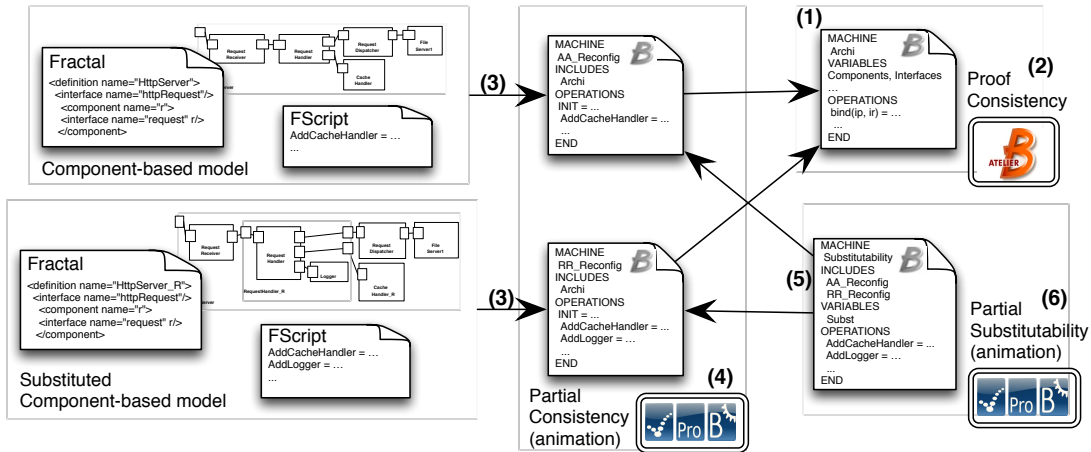 Fractal
<definition name="HttpServer">
<interface name="httpRequest"/>
<component name="r">
<interface name="request" r/>
</component>
Request
Receiver
Request
Handler
Request
Dispatcher
File
Server1
Cache
Handler
FScript
AddCacheHandler = …
...
Component-based model
(3)
MACHINE
AA_Reconfig
INCLUDES
Archi
OPERATIONS
INIT = ...
AddCacheHandler = ...
...
END
B
(1)
MACHINE
Archi
VARIABLES
Components, Interfaces
…
OPERATIONS
bind(ip, ir) = …
...
END
B
(2)
Proof
Consistency
ATELIER B
Fractal
<definition name="HttpServer_R">
<interface name="httpRequest"/>
<component name="r">
<interface name="request" r/>
</component>
Request
Receiver
Request
Handler
Logger
RequestHandler_R
Request
Dispatcher
File
Server1
Cache
Handler_R
FScript
AddCacheHandler = …
AddLogger = …
...
Substituted
Component-based model
(3)
MACHINE
RR_Reconfig
INCLUDES
Archi
OPERATIONS
INIT = ...
AddCacheHandler = ...
AddLogger = ...
...
END
B
(4)
Partial
Consistency
(animation)
Pro B
(5)
MACHINE
Substitutability
INCLUDES
AA_Reconfig
RR_Reconfig
VARIABLES
Subst
OPERATIONS
AddCacheHandler = ...
AddLogger = ...
...
END
B
(6)
Partial
Substitutability
(animation)
Pro B